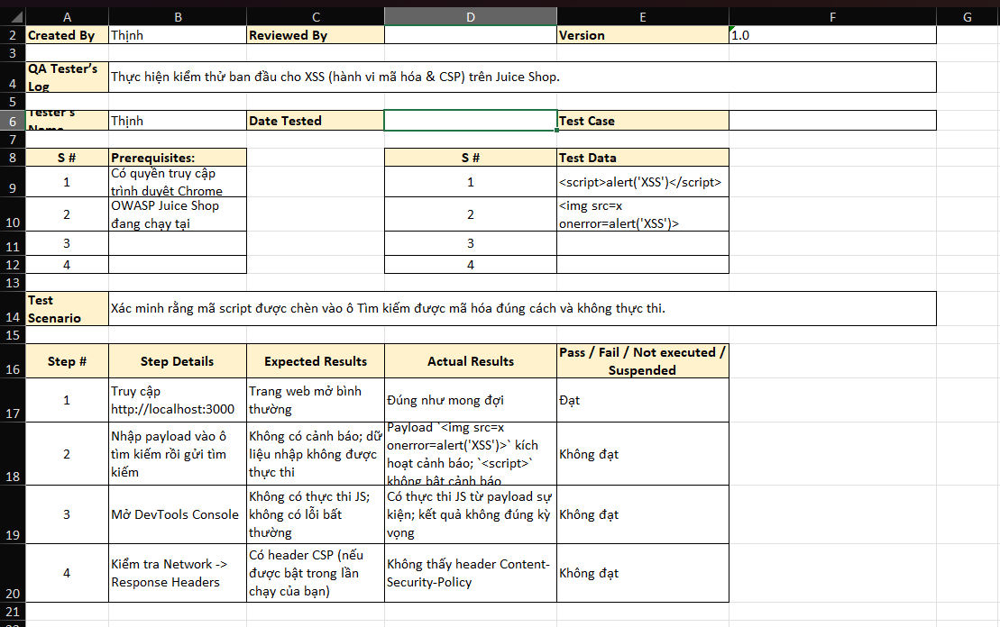 A B C D E F G
2 Created By Thịnh Reviewed By Version 1.0
3
4 QA Tester's Log Thực hiện kiểm thử ban đầu cho XSS (hành vi mã hóa & CSP) trên Juice Shop.
5
6 Tester's Name Thịnh Date Tested Test Case
7
8 S # Prerequisites: S # Test Data
9 1 Có quyền truy cập trình duyệt Chrome 1 <script>alert('XSS')</script>
10 2 OWASP Juice Shop đang chạy tại 2 <img src=x onerror=alert('XSS')>
11 3 3
12 4 4
13
14 Test Scenario Xác minh rằng mã script được chèn vào ô Tìm kiếm được mã hóa đúng cách và không thực thi.
15
16 Step # Step Details Expected Results Actual Results Pass / Fail / Not executed / Suspended
17 1 Truy cập http://localhost:3000 Trang web mở bình thường Đúng như mong đợi Đạt
18 2 Nhập payload vào ô tìm kiếm rồi gửi tìm kiếm Không có cảnh báo; dữ liệu nhập không được thực thi Payload `<img src=x onerror=alert('XSS')>` kích hoạt cảnh báo; `<script>` không bật cảnh báo Không đạt
19 3 Mở DevTools Console Không có thực thi JS; không có lỗi bất thường Có thực thi JS từ payload sự kiện; kết quả không đúng kỳ vọng Không đạt
20 4 Kiểm tra Network -> Response Headers Có header CSP (nếu được bật trong lần chạy của bạn) Không thấy header Content-Security-Policy Không đạt
21